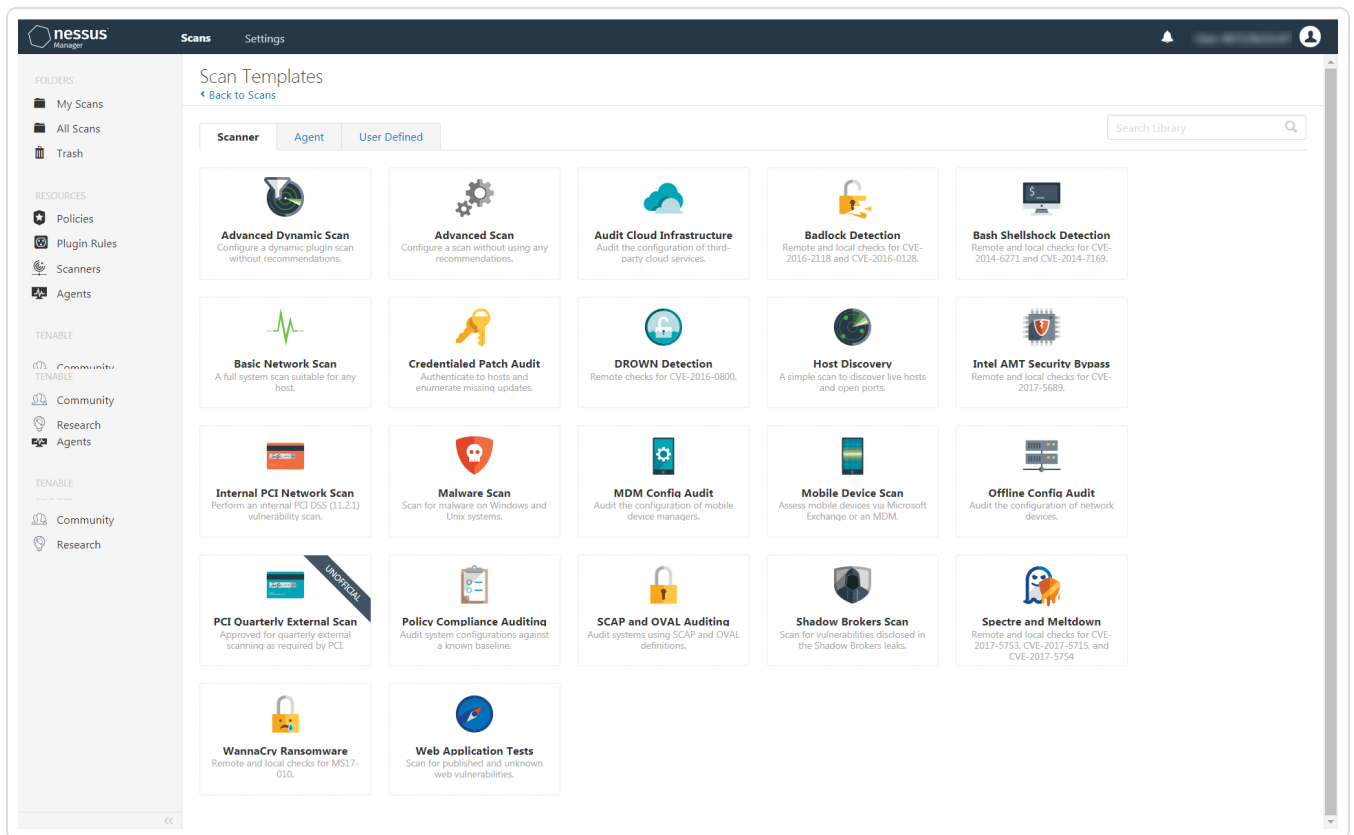 nessus
Manager
Scans
Settings
FOLDERS
My Scans
All Scans
Trash
RESOURCES
Policies
Plugin Rules
Scanners
Agents
TENABLE
Community
TENABLE
Community
Research
Agents
TENABLE
Community
Research
Scan Templates
Back to Scans
Scanner
Agent
User Defined
Search Library
Advanced Dynamic Scan
Configure a dynamic plugin scan
without recommendations.
Advanced Scan
Configure a scan without using any
recommendations.
Audit Cloud Infrastructure
Audit the configuration of third-
party cloud services.
Badlock Detection
Remote and local checks for CVE-
2016-2118 and CVE-2016-0128.
$_
Bash Shellshock Detection
Remote and local checks for CVE-
2014-6271 and CVE-2014-7169.
Basic Network Scan
A full system scan suitable for any
host.
Credentialed Patch Audit
Authenticate to hosts and
enumerate missing updates.
DROWN Detection
Remote checks for CVE-2016-0800.
Host Discovery
A simple scan to discover live hosts
and open ports.
Intel AMT Security Bypass
Remote and local checks for CVE-
2017-5689.
Internal PCI Network Scan
Perform an internal PCI DSS (11.2.1)
vulnerability scan.
Malware Scan
Scan for malware on Windows and
Unix systems.
MDM Config Audit
Audit the configuration of mobile
device managers.
Mobile Device Scan
Assess mobile devices via Microsoft
Exchange or an MDM.
Offline Config Audit
Audit the configuration of network
devices.
UNOFFICIAL
PCI Quarterly External Scan
Approved for quarterly external
scanning as required by PCI.
Policy Compliance Auditing
Audit system configurations against
a known baseline.
SCAP and OVAL Auditing
Audit systems using SCAP and OVAL
definitions.
Shadow Brokers Scan
Scan for vulnerabilities disclosed in
the Shadow Brokers leaks.
Spectre and Meltdown
Remote and local checks for CVE-
2017-5753, CVE-2017-5715, and
CVE-2017-5754
WannaCry Ransomware
Remote and local checks for MS17-
010.
Web Application Tests
Scan for published and unknown
web vulnerabilities.